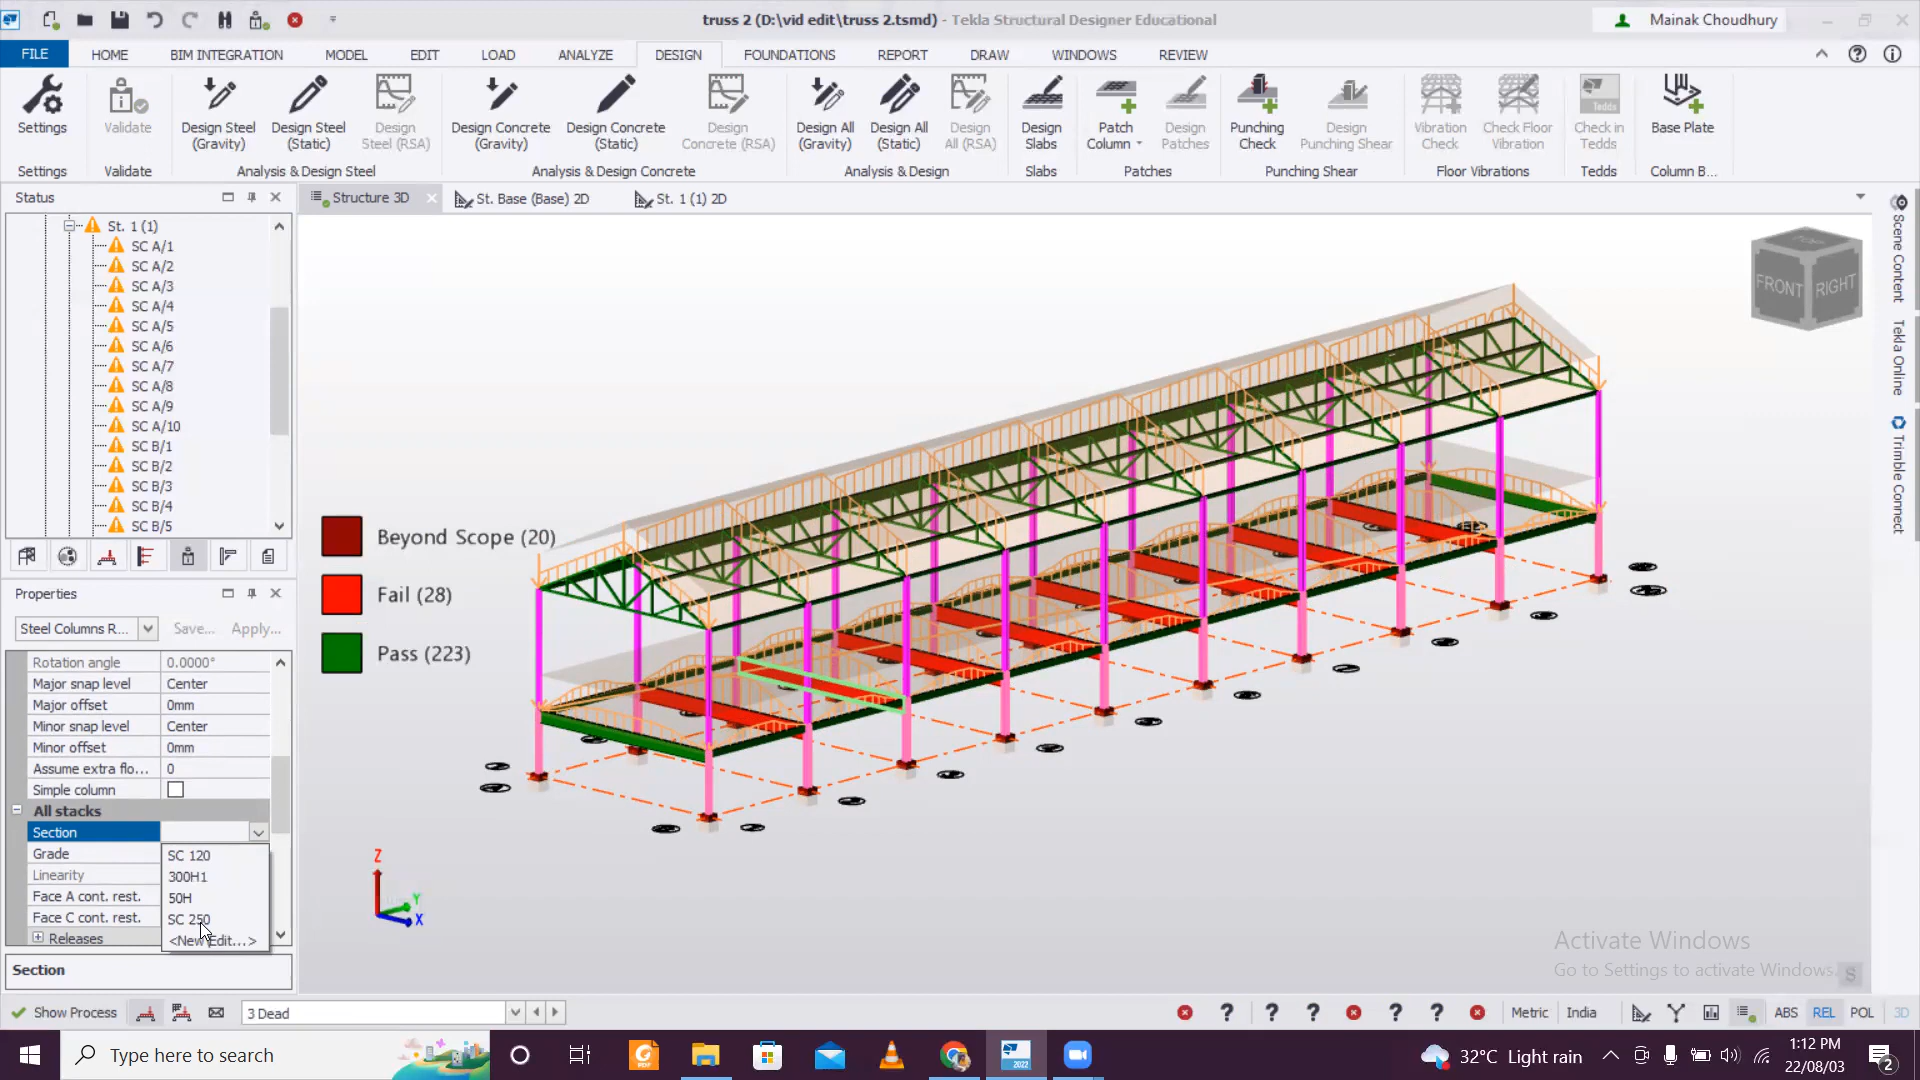 truss 2 (D:\vid edit\truss 2.tsmd) - Tekla Structural Designer Educational
Mainak Choudhury
FILE HOME BIM INTEGRATION MODEL EDIT LOAD ANALYZE DESIGN FOUNDATIONS REPORT DRAW WINDOWS REVIEW
Settings
Validate
Design Steel (Gravity)
Design Steel (Static)
Design Steel (RSA)
Design Concrete (Gravity)
Design Concrete (Static)
Design Concrete (RSA)
Design All (Gravity)
Design All (Static)
Design All (RSA)
Design Slabs
Patch Column
Design Patches
Punching Check
Design Punching Shear
Vibration Check
Check Floor Vibration
Check in Tedds
Tedds
Base Plate
Settings Validate Analysis & Design Steel Analysis & Design Concrete Analysis & Design Slabs Patches Punching Shear Floor Vibrations Tedds Column B...
Status
Structure 3D
St. Base (Base) 2D
St. 1 (1) 2D
St. 1 (1)
SC A/1
SC A/2
SC A/3
SC A/4
SC A/5
SC A/6
SC A/7
SC A/8
SC A/9
SC A/10
SC B/1
SC B/2
SC B/3
SC B/4
SC B/5
Properties
Steel Columns R...
Save...
Apply...
Rotation angle 0.0000°
Major snap level Center
Major offset 0mm
Minor snap level Center
Minor offset 0mm
Assume extra flo... 0
Simple column
All stacks
Section
Grade
Linearity
Face A cont. rest.
Face C cont. rest.
Releases
SC 120
300H1
50H
SC 250
<New Edit...>
Section
Beyond Scope (20)
Fail (28)
Pass (223)
TOP
FRONT
RIGHT
Z
Y
X
Scene Content
Tekla Online
Trimble Connect
Activate Windows
Go to Settings to activate Windows.
S
Show Process
3 Dead
Metric India ABS REL POL 3D
Type here to search
PDF
2022
32°C Light rain
1:12 PM
22/08/03
2